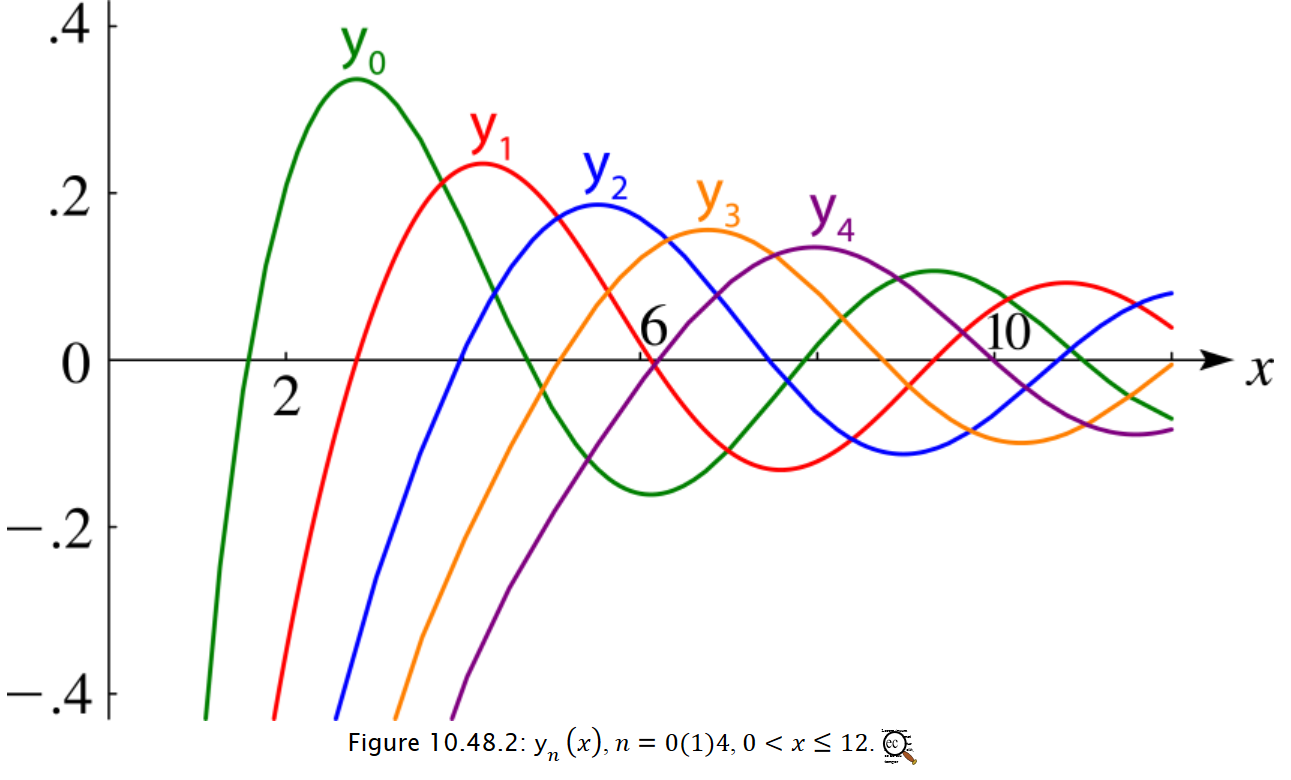 .4
y₀
y₁
.2
y₂
y₃
y₄
6
10
0
x
2
−.2
−.4
Figure 10.48.2: yₙ (x), n = 0(1)4, 0 < x ≤ 12.